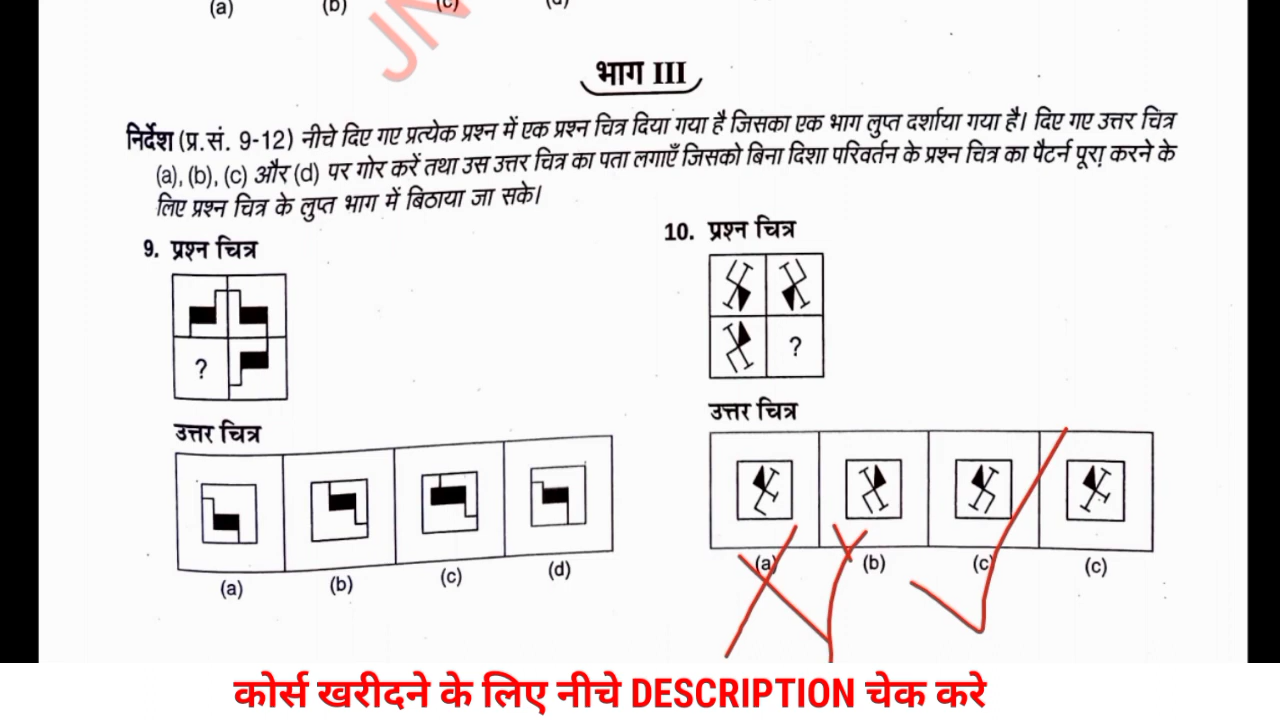 (a) (b) (c) (d)
JN
भाग III
निर्देश (प्र.सं. 9-12) नीचे दिए गए प्रत्येक प्रश्न में एक प्रश्न चित्र दिया गया है जिसका एक भाग लुप्त दर्शाया गया है। दिए गए उत्तर चित्र
(a), (b), (c) और (d) पर गोर करें तथा उस उत्तर चित्र का पता लगाएँ जिसको बिना दिशा परिवर्तन के प्रश्न चित्र का पैटर्न पूरा करने के
लिए प्रश्न चित्र के लुप्त भाग में बिठाया जा सके।
9. प्रश्न चित्र
?
उत्तर चित्र
(a) (b) (c) (d)
10. प्रश्न चित्र
?
उत्तर चित्र
(a) (b) (c) (c)
कोर्स खरीदने के लिए नीचे DESCRIPTION चेक करे